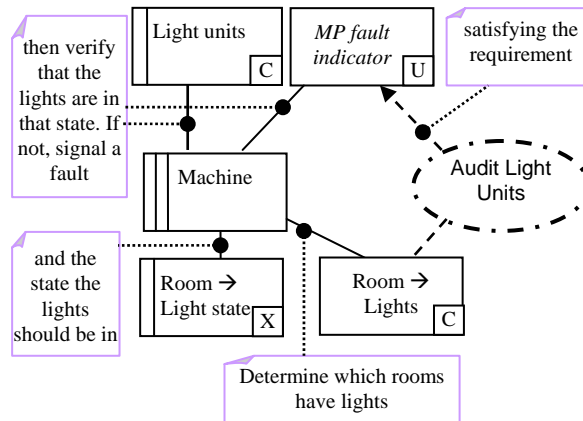 then verify
that the
lights are in
that state. If
not, signal a
fault
Light units
C
MP fault
indicator
U
satisfying the
requirement
Machine
Audit Light
Units
and the
state the
lights
should be in
Room →
Light state
X
Room →
Lights
C
Determine which rooms
have lights